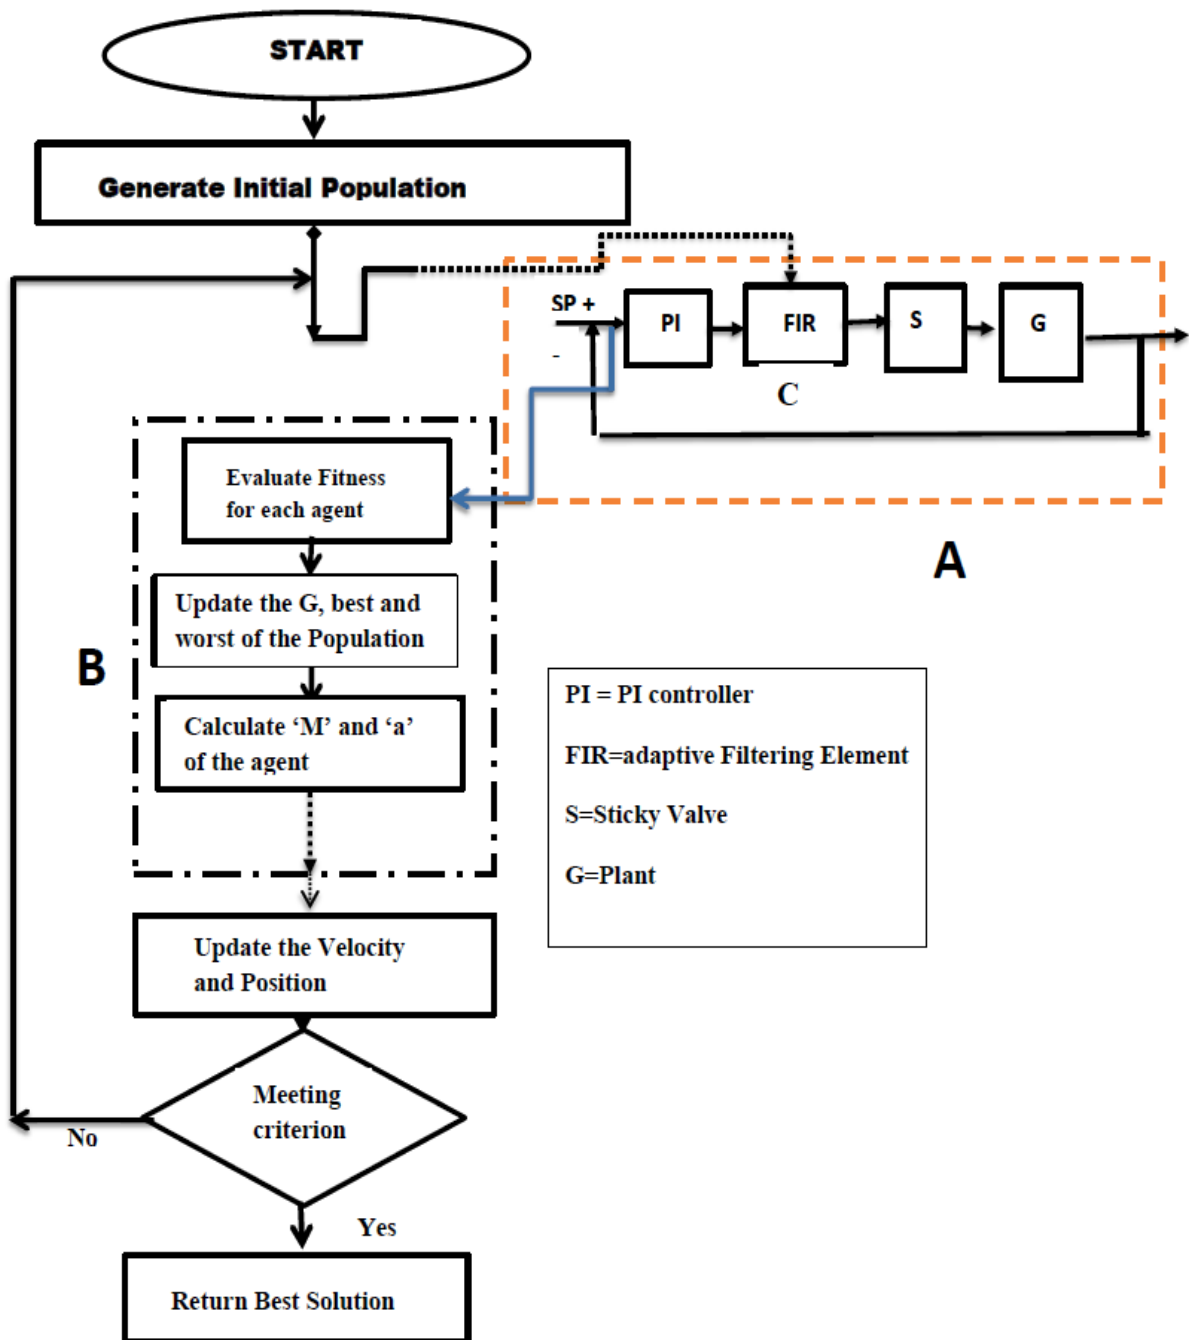 START
Generate Initial Population
SP +
-
PI
FIR
S
G
C
A
Evaluate Fitness
for each agent
Update the G, best and
worst of the Population
B
Calculate ‘M’ and ‘a’
of the agent
PI = PI controller
FIR=adaptive Filtering Element
S=Sticky Valve
G=Plant
Update the Velocity
and Position
Meeting
criterion
No
Yes
Return Best Solution